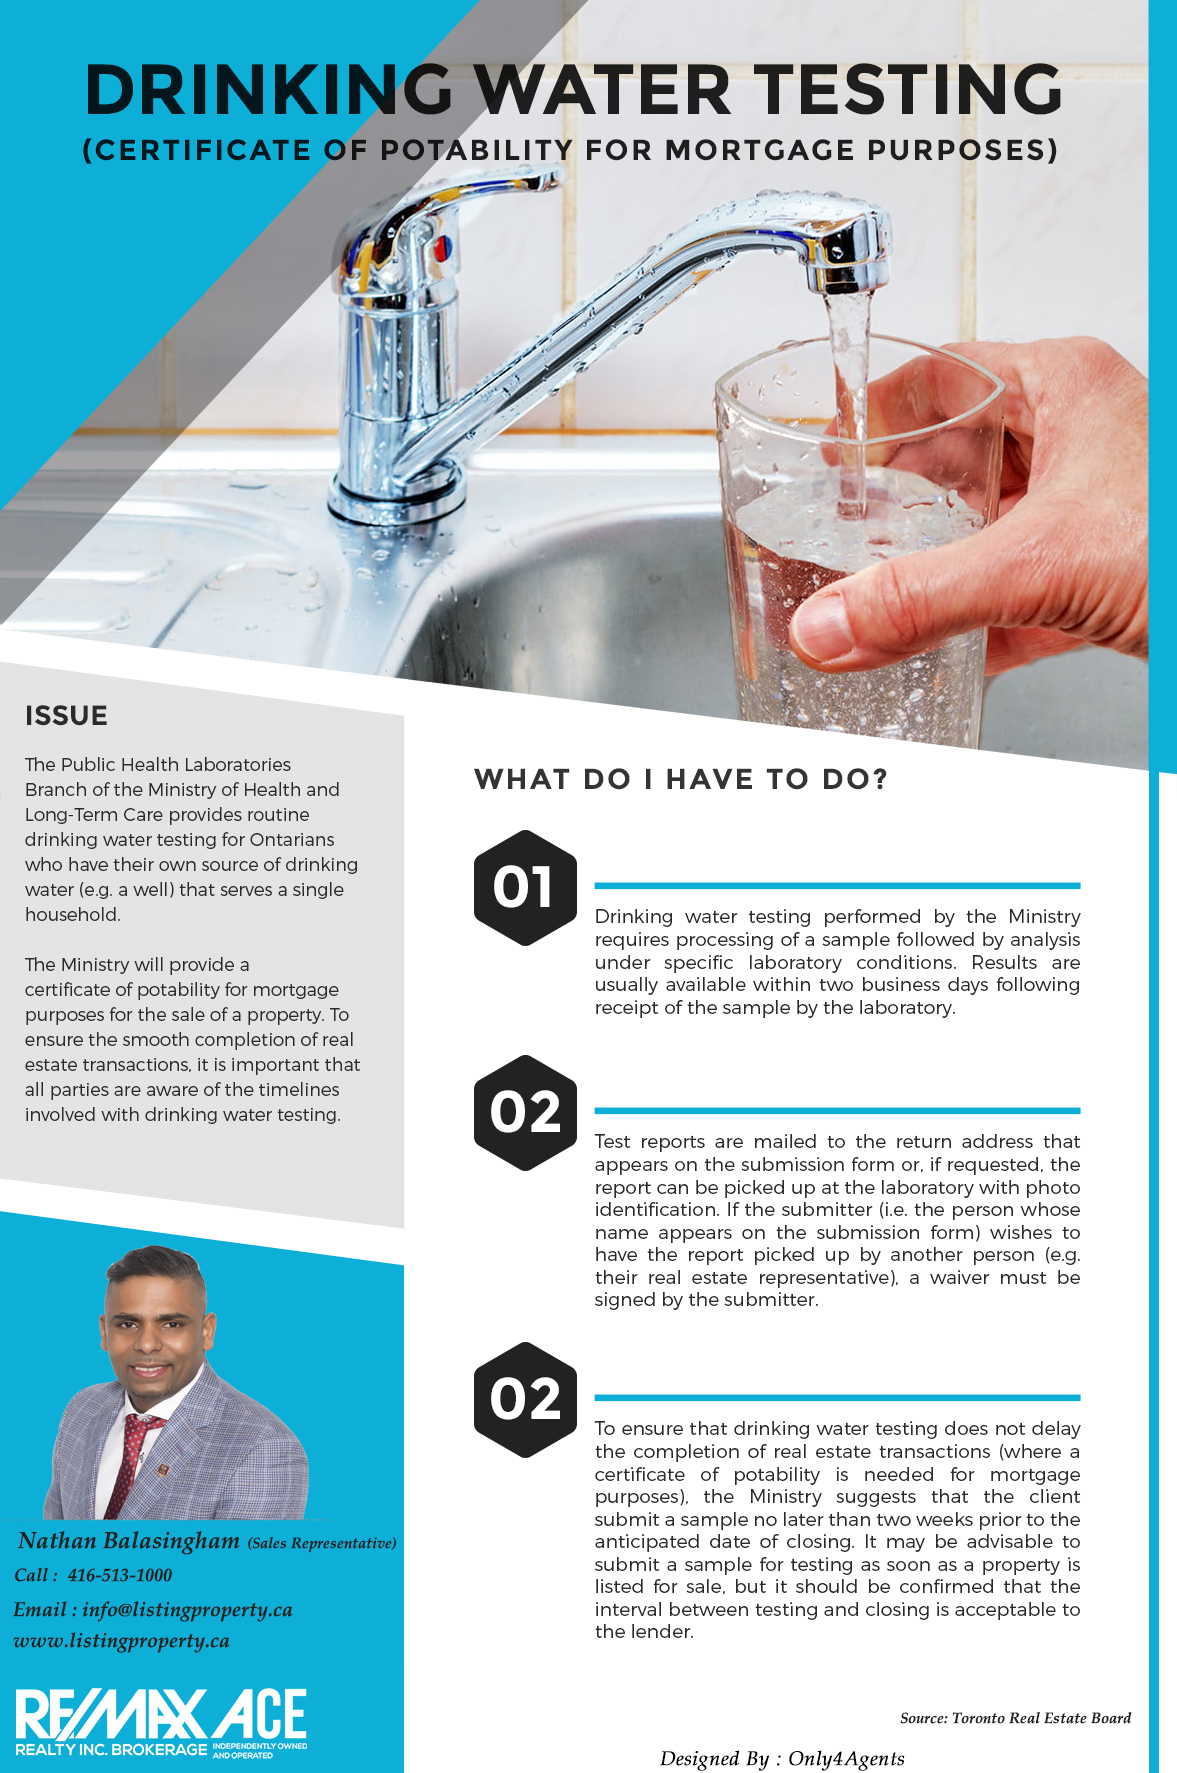 DRINKING WATER TESTING
(CERTIFICATE OF POTABILITY FOR MORTGAGE PURPOSES)
ISSUE
The Public Health Laboratories
Branch of the Ministry of Health and
Long-Term Care provides routine
drinking water testing for Ontarians
who have their own source of drinking
water (e.g. a well) that serves a single
household.
The Ministry will provide a
certificate of potability for mortgage
purposes for the sale of a property. To
ensure the smooth completion of real
estate transactions, it is important that
all parties are aware of the timelines
involved with drinking water testing.
WHAT DO I HAVE TO DO?
01
Drinking water testing performed by the Ministry
requires processing of a sample followed by analysis
under specific laboratory conditions. Results are
usually available within two business days following
receipt of the sample by the laboratory.
02
Test reports are mailed to the return address that
appears on the submission form or, if requested, the
report can be picked up at the laboratory with photo
identification. If the submitter (i.e. the person whose
name appears on the submission form) wishes to
have the report picked up by another person (e.g.
their real estate representative), a waiver must be
signed by the submitter.
02
To ensure that drinking water testing does not delay
the completion of real estate transactions (where a
certificate of potability is needed for mortgage
purposes), the Ministry suggests that the client
submit a sample no later than two weeks prior to the
anticipated date of closing. It may be advisable to
submit a sample for testing as soon as a property is
listed for sale, but it should be confirmed that the
interval between testing and closing is acceptable to
the lender.
Nathan Balasingham (Sales Representative)
Call : 416-513-1000
Email : info@listingproperty.ca
www.listingproperty.ca
RE/MAX ACE
REALTY INC. BROKERAGE INDEPENDENTLY OWNED
AND OPERATED
Source: Toronto Real Estate Board
Designed By : Only4Agents